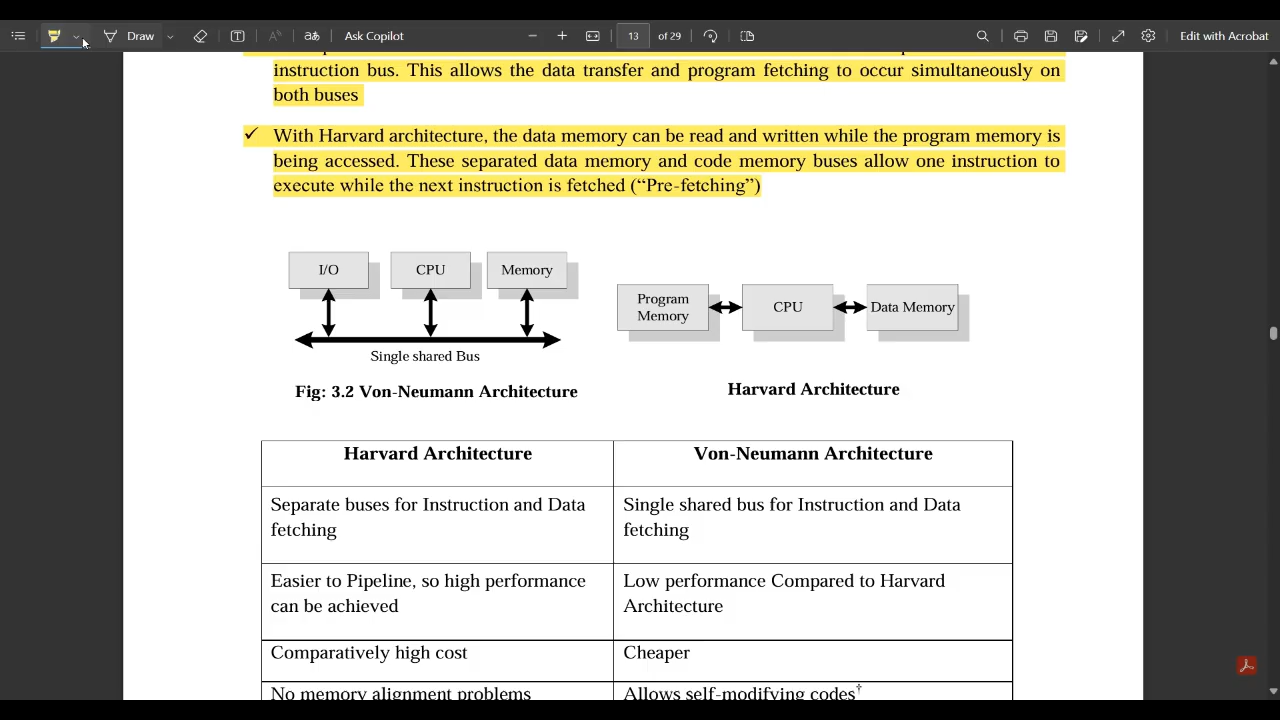 Draw
Ask Copilot
13 of 29
Edit with Acrobat
instruction bus. This allows the data transfer and program fetching to occur simultaneously on
both buses
✓ With Harvard architecture, the data memory can be read and written while the program memory is
being accessed. These separated data memory and code memory buses allow one instruction to
execute while the next instruction is fetched (“Pre-fetching”)
I/O
CPU
Memory
Single shared Bus
Fig: 3.2 Von-Neumann Architecture
Program
Memory
CPU
Data Memory
Harvard Architecture
Harvard Architecture
Von-Neumann Architecture
Separate buses for Instruction and Data
fetching
Single shared bus for Instruction and Data
fetching
Easier to Pipeline, so high performance
can be achieved
Low performance Compared to Harvard
Architecture
Comparatively high cost
Cheaper
No memory alignment problems
Allows self-modifying codes†